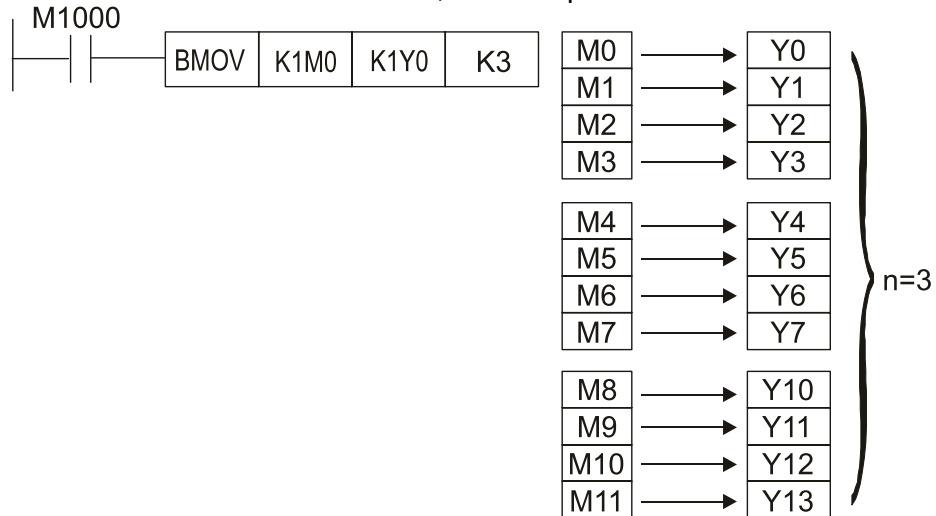 M1000
BMOV K1M0 K1Y0 K3
M0 Y0
M1 Y1
M2 Y2
M3 Y3
M4 Y4
M5 Y5
M6 Y6
M7 Y7
n=3
M8 Y10
M9 Y11
M10 Y12
M11 Y13